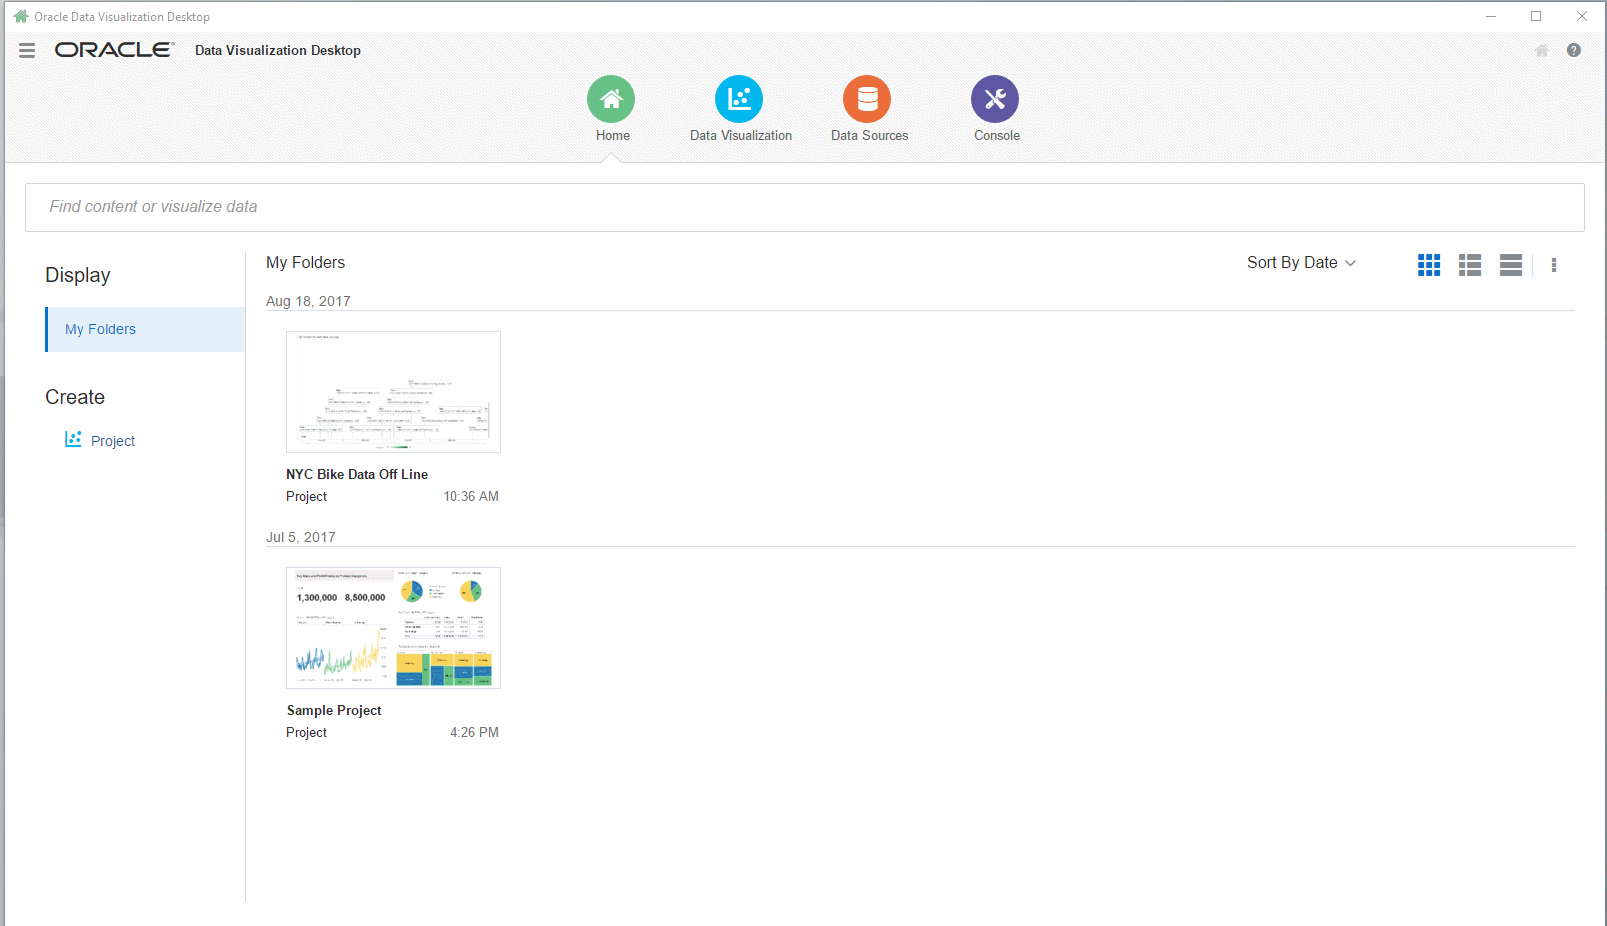 Oracle Data Visualization Desktop
ORACLE Data Visualization Desktop
Home
Data Visualization
Data Sources
Console
Find content or visualize data
Display
My Folders
Create
Project
My Folders
Sort By Date
Aug 18, 2017
NYC Bike Data Off Line
Project 10:36 AM
Jul 5, 2017
1,300,000 8,500,000
Sample Project
Project 4:26 PM